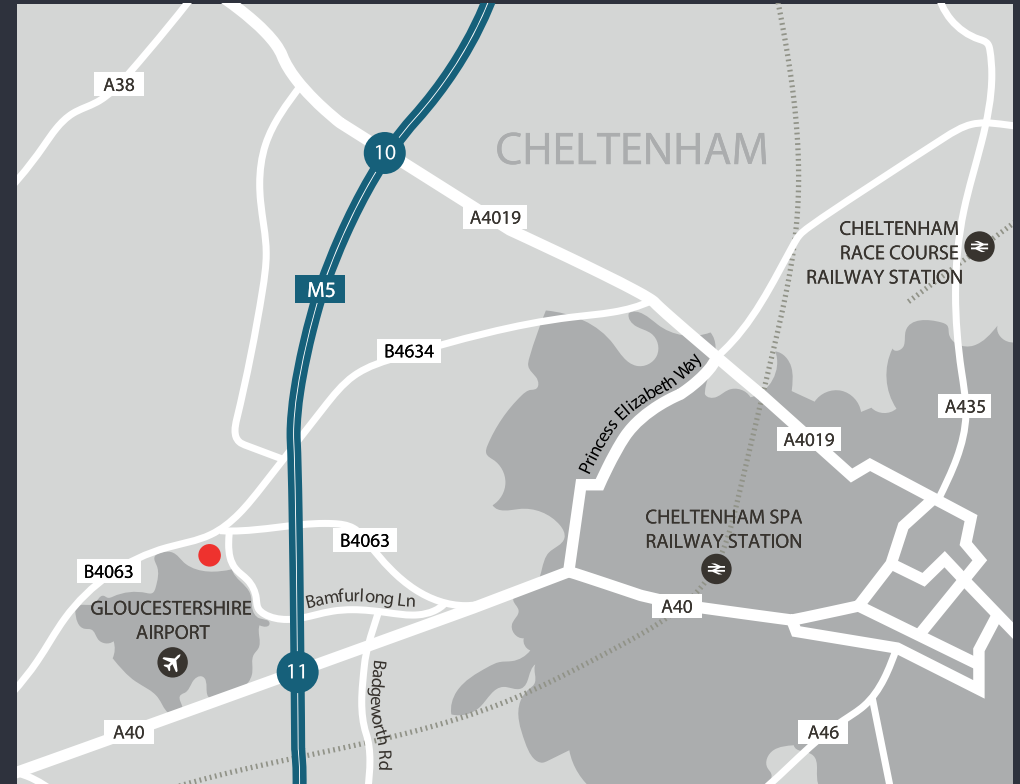 A38
10
CHELTENHAM
A4019
CHELTENHAM
RACE COURSE
RAILWAY STATION
M5
B4634
Princess Elizabeth Way
A435
A4019
CHELTENHAM SPA
RAILWAY STATION
B4063
B4063
GLOUCESTERSHIRE
AIRPORT
Bamfurlong Ln
A40
11
Badgeworth Rd
A40
A46